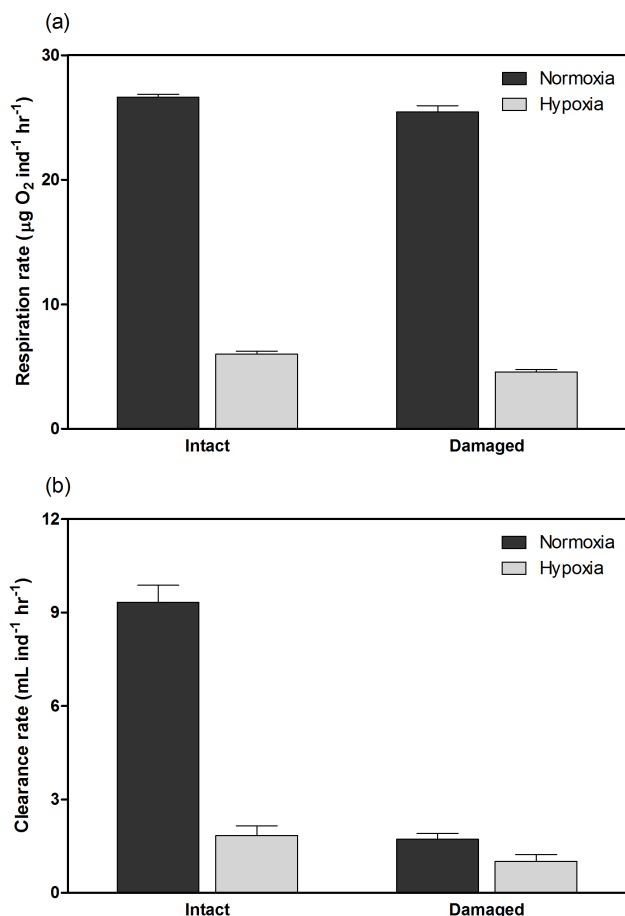 (a)
Respiration rate (µg O₂ ind⁻¹ hr⁻¹)
30
20
10
0
Normoxia
Hypoxia
Intact
Damaged
(b)
Clearance rate (mL ind⁻¹ hr⁻¹)
12
9
6
3
0
Normoxia
Hypoxia
Intact
Damaged